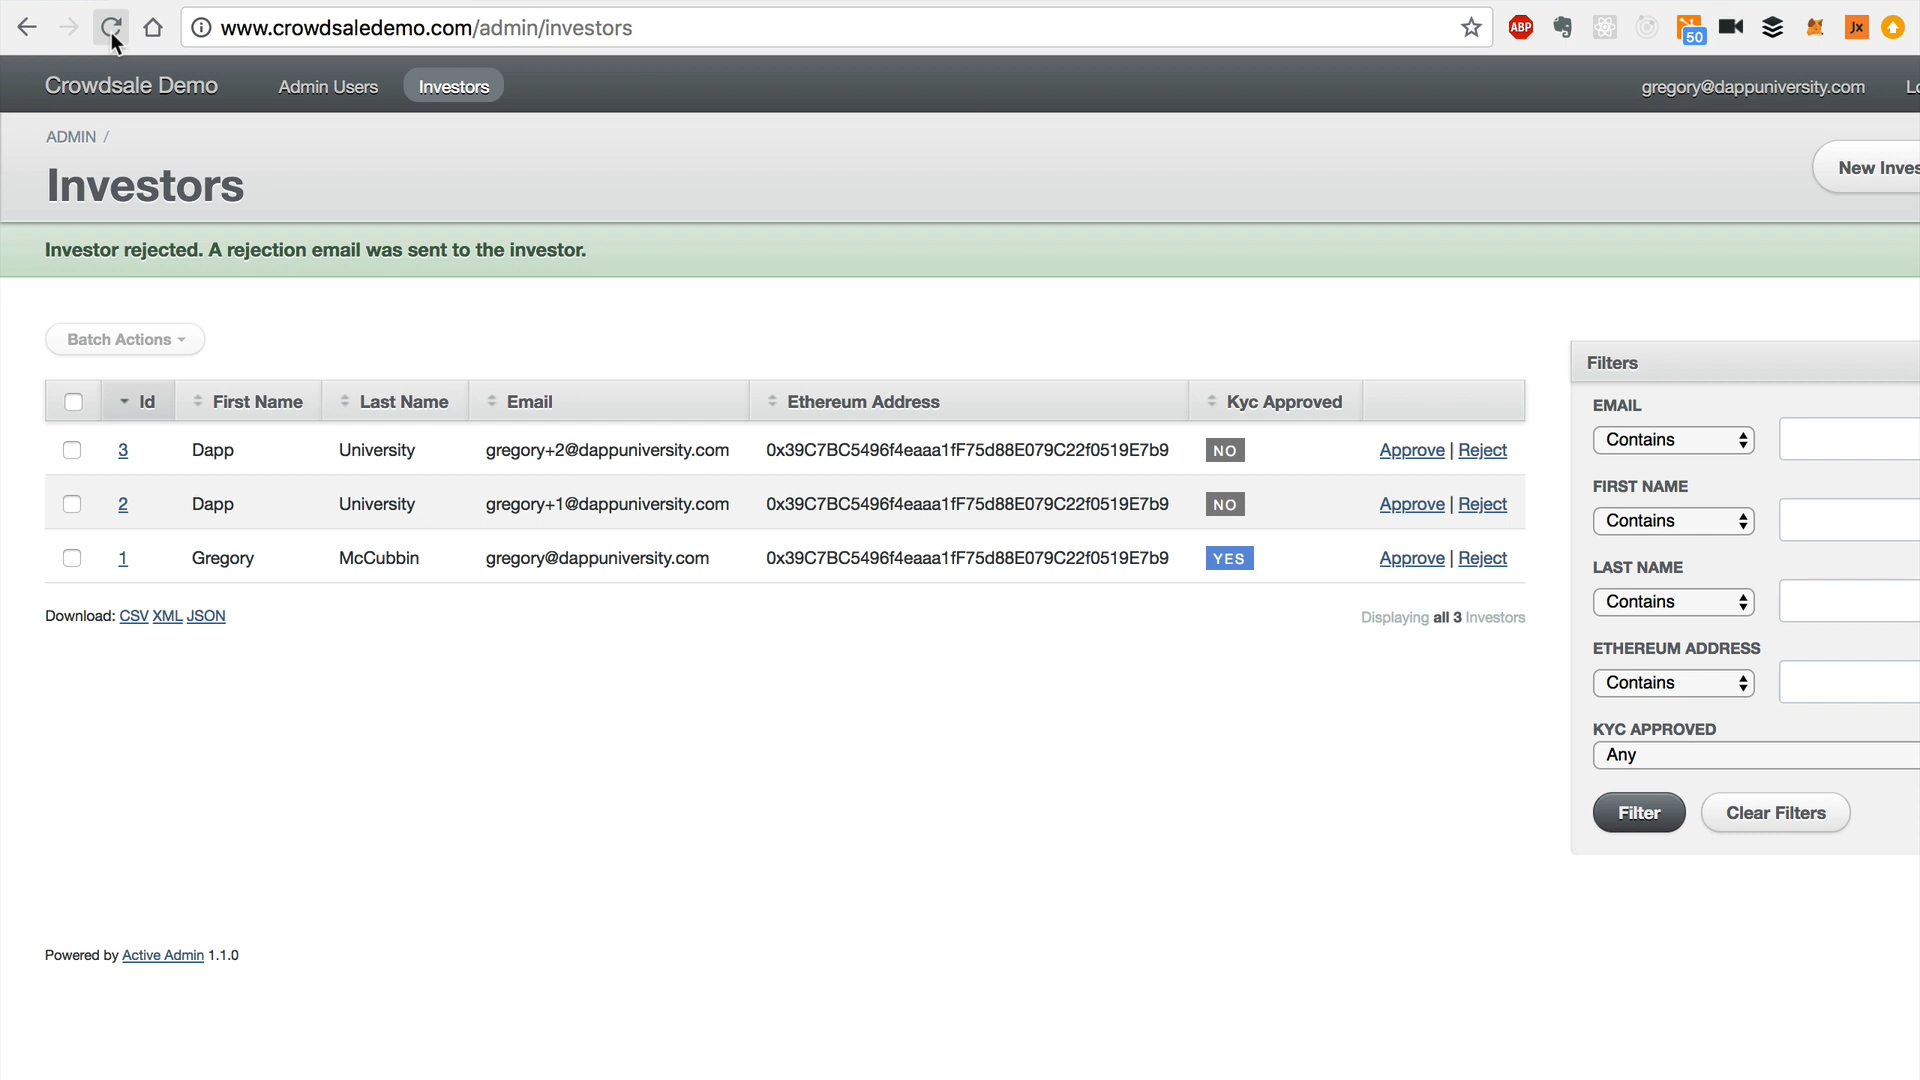 www.crowdsaledemo.com/admin/investors
ABP
50
Jx
Crowdsale Demo Admin Users Investors gregory@dappuniversity.com Lo
ADMIN /
Investors
New Inves
Investor rejected. A rejection email was sent to the investor.
Batch Actions
Id First Name Last Name Email Ethereum Address Kyc Approved
3 Dapp University gregory+2@dappuniversity.com 0x39C7BC5496f4eaaa1fF75d88E079C22f0519E7b9 NO Approve | Reject
2 Dapp University gregory+1@dappuniversity.com 0x39C7BC5496f4eaaa1fF75d88E079C22f0519E7b9 NO Approve | Reject
1 Gregory McCubbin gregory@dappuniversity.com 0x39C7BC5496f4eaaa1fF75d88E079C22f0519E7b9 YES Approve | Reject
Download: CSV XML JSON
Displaying all 3 Investors
Filters
EMAIL
Contains
FIRST NAME
Contains
LAST NAME
Contains
ETHEREUM ADDRESS
Contains
KYC APPROVED
Any
Filter Clear Filters
Powered by Active Admin 1.1.0